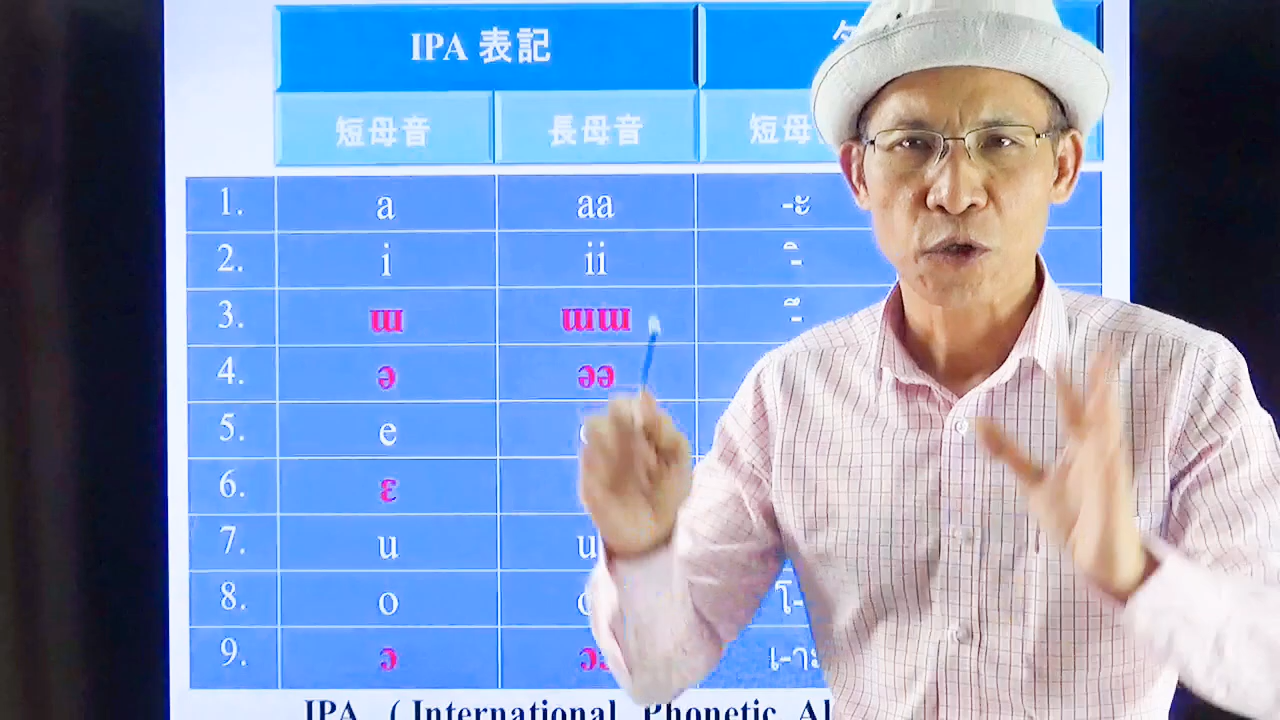 IPA 表記
短母音 長母音 短母
1. a aa -ะ
2. i ii -ิ
3. ɯ ɯɯ -ึ
4. ə əə
5. e
6. ɛ
7. u u
8. o โ-
9. ɔ เ-าะ
IPA ( International Phonetic Al